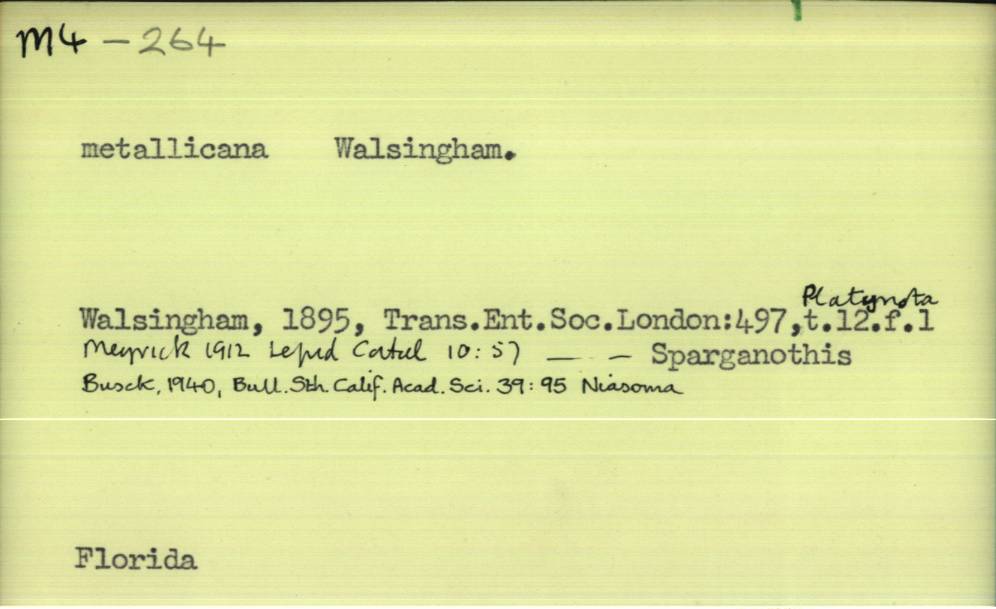 M4 - 264
metallicana Walsingham.
Platynota
Walsingham, 1895, Trans.Ent.Soc.London:497,t.12.f.1
Meyrick 1912 Lepid Catal 10:57 — — Sparganothis
Busck, 1940, Bull. Sth. Calif. Acad. Sci. 39: 95 Niasoma
Florida